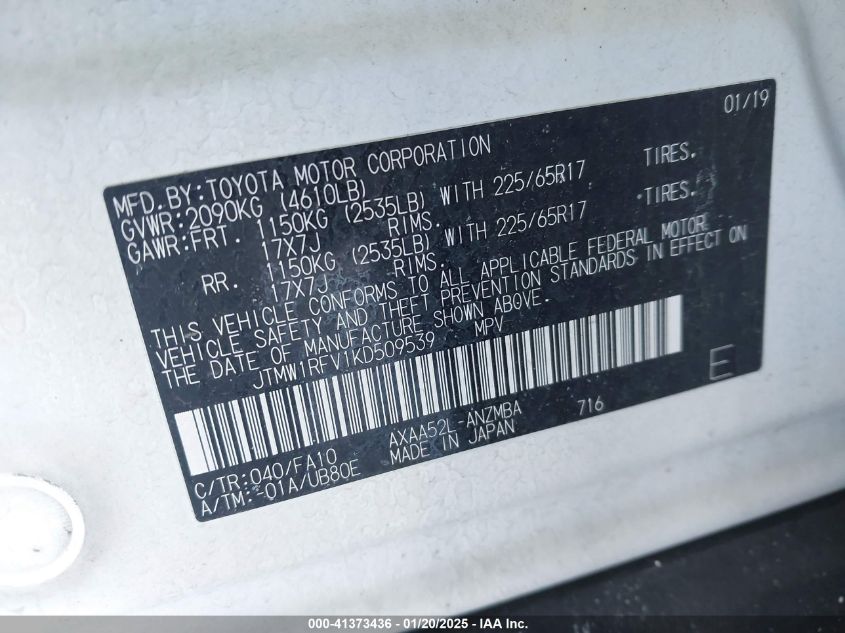 01/19
MFD.BY:TOYOTA MOTOR CORPORATION
GVWR:2090KG (4610LB)
GAWR:FRT. 1150KG (2535LB) WITH 225/65R17 TIRES.
17X7J RIMS.
RR. 1150KG (2535LB) WITH 225/65R17 TIRES.
17X7J RIMS.
THIS VEHICLE CONFORMS TO ALL APPLICABLE FEDERAL MOTOR
VEHICLE SAFETY AND THEFT PREVENTION STANDARDS IN EFFECT ON
THE DATE OF MANUFACTURE SHOWN ABOVE.
JTMW1RFV1KD509539 MPV
E
C/TR:040/FA10 AXAA52L-ANZMBA 716
A/TM:-01A/UB80E MADE IN JAPAN
000-41373436 - 01/20/2025 - IAA Inc.